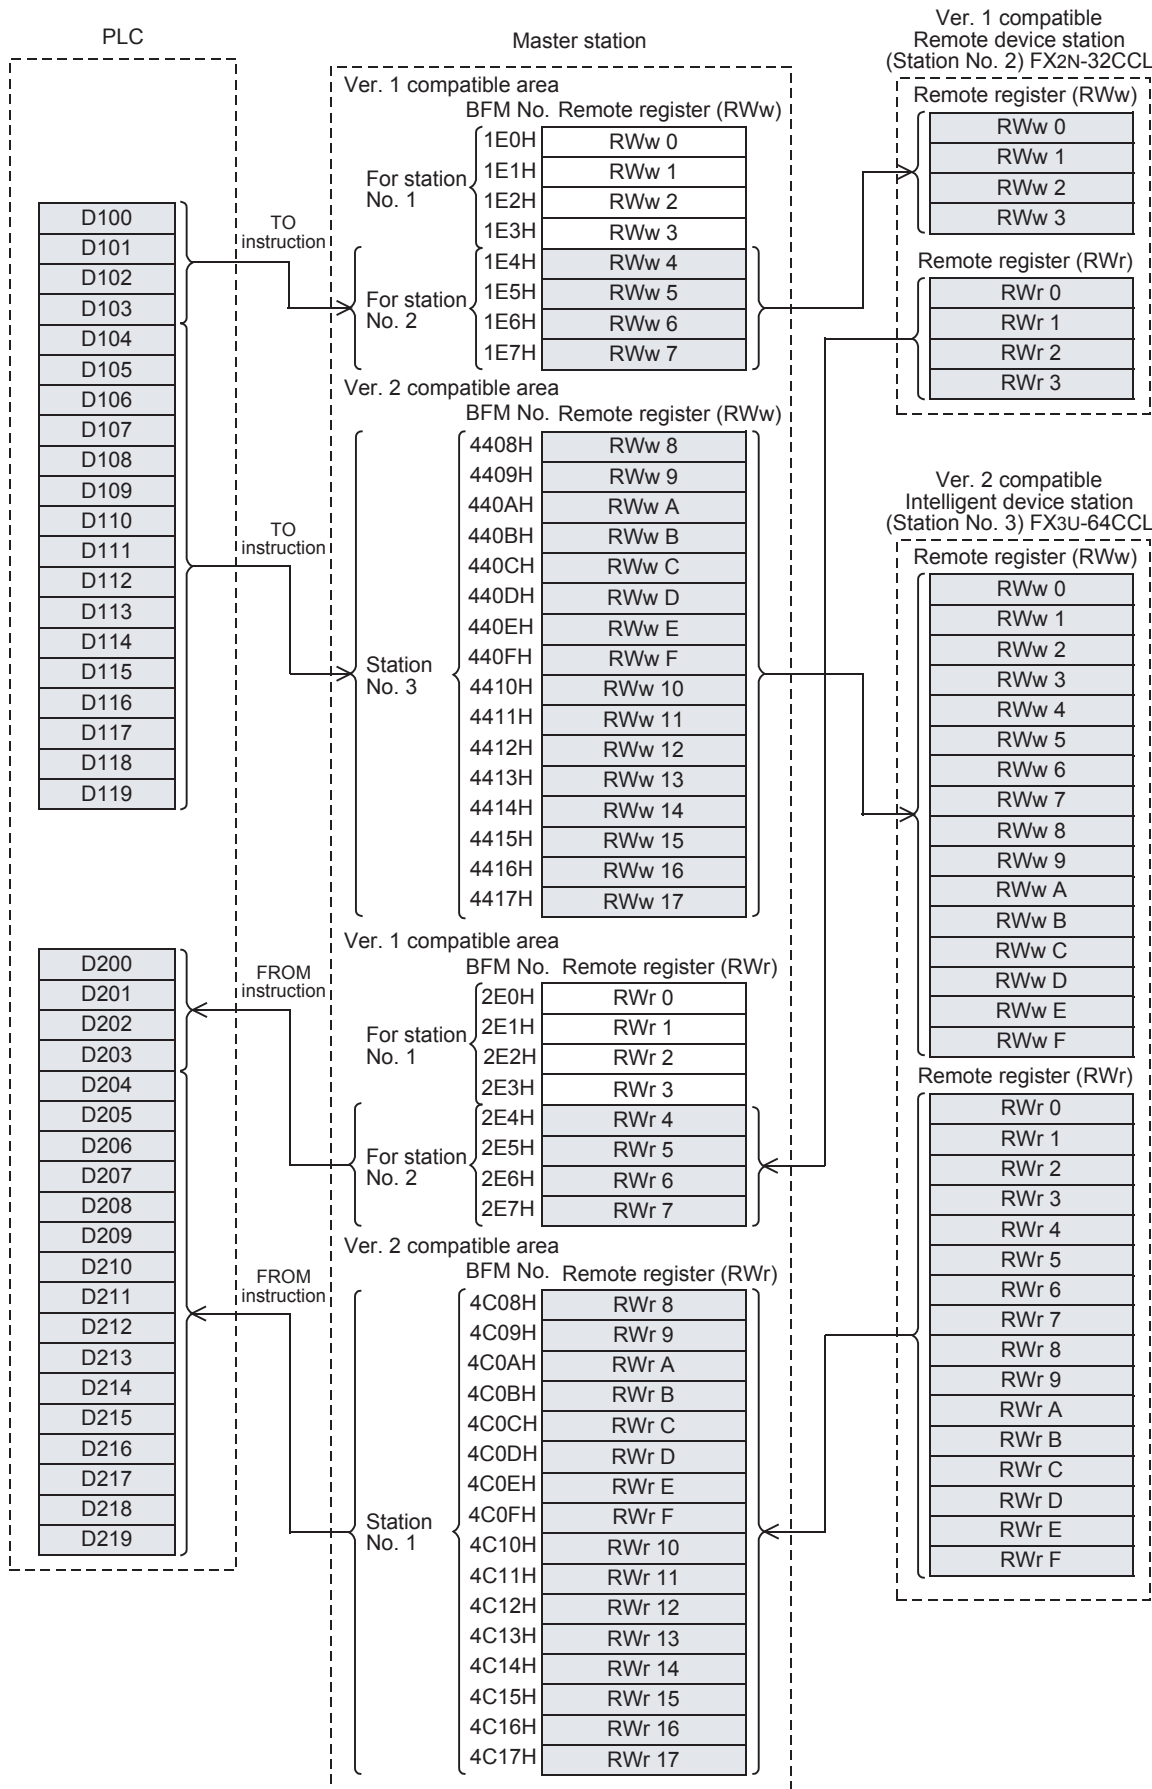 PLC
D100
D101
D102
D103
D104
D105
D106
D107
D108
D109
D110
D111
D112
D113
D114
D115
D116
D117
D118
D119
D200
D201
D202
D203
D204
D205
D206
D207
D208
D209
D210
D211
D212
D213
D214
D215
D216
D217
D218
D219
TO
instruction
TO
instruction
FROM
instruction
FROM
instruction
Master station
Ver. 1 compatible area
BFM No. Remote register (RWw)
For station
No. 1
1E0H RWw 0
1E1H RWw 1
1E2H RWw 2
1E3H RWw 3
For station
No. 2
1E4H RWw 4
1E5H RWw 5
1E6H RWw 6
1E7H RWw 7
Ver. 2 compatible area
BFM No. Remote register (RWw)
Station
No. 3
4408H RWw 8
4409H RWw 9
440AH RWw A
440BH RWw B
440CH RWw C
440DH RWw D
440EH RWw E
440FH RWw F
4410H RWw 10
4411H RWw 11
4412H RWw 12
4413H RWw 13
4414H RWw 14
4415H RWw 15
4416H RWw 16
4417H RWw 17
Ver. 1 compatible area
BFM No. Remote register (RWr)
For station
No. 1
2E0H RWr 0
2E1H RWr 1
2E2H RWr 2
2E3H RWr 3
For station
No. 2
2E4H RWr 4
2E5H RWr 5
2E6H RWr 6
2E7H RWr 7
Ver. 2 compatible area
BFM No. Remote register (RWr)
Station
No. 1
4C08H RWr 8
4C09H RWr 9
4C0AH RWr A
4C0BH RWr B
4C0CH RWr C
4C0DH RWr D
4C0EH RWr E
4C0FH RWr F
4C10H RWr 10
4C11H RWr 11
4C12H RWr 12
4C13H RWr 13
4C14H RWr 14
4C15H RWr 15
4C16H RWr 16
4C17H RWr 17
Ver. 1 compatible
Remote device station
(Station No. 2) FX2N-32CCL
Remote register (RWw)
RWw 0
RWw 1
RWw 2
RWw 3
Remote register (RWr)
RWr 0
RWr 1
RWr 2
RWr 3
Ver. 2 compatible
Intelligent device station
(Station No. 3) FX3U-64CCL
Remote register (RWw)
RWw 0
RWw 1
RWw 2
RWw 3
RWw 4
RWw 5
RWw 6
RWw 7
RWw 8
RWw 9
RWw A
RWw B
RWw C
RWw D
RWw E
RWw F
Remote register (RWr)
RWr 0
RWr 1
RWr 2
RWr 3
RWr 4
RWr 5
RWr 6
RWr 7
RWr 8
RWr 9
RWr A
RWr B
RWr C
RWr D
RWr E
RWr F